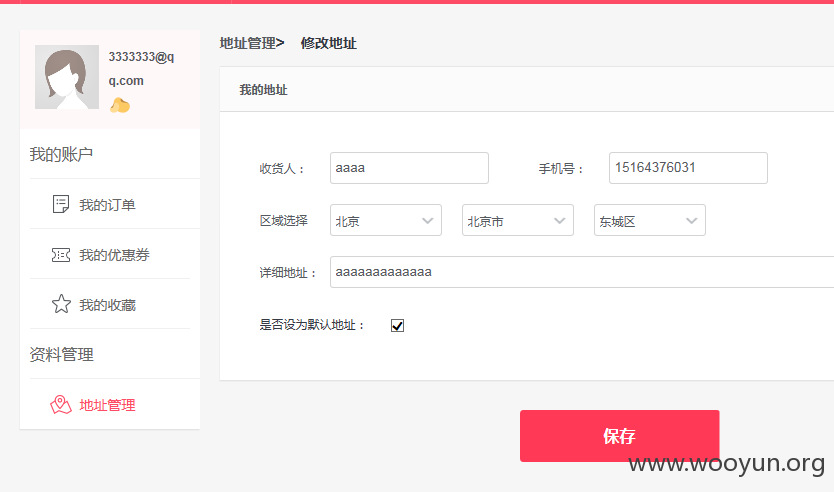 3333333@q
q.com
我的账户
我的订单
我的优惠券
我的收藏
资料管理
地址管理
地址管理> 修改地址
我的地址
收货人： aaaa 手机号： 15164376031
区域选择 北京 北京市 东城区
详细地址： aaaaaaaaaaaaa
是否设为默认地址：
保存
www.wooyun.org